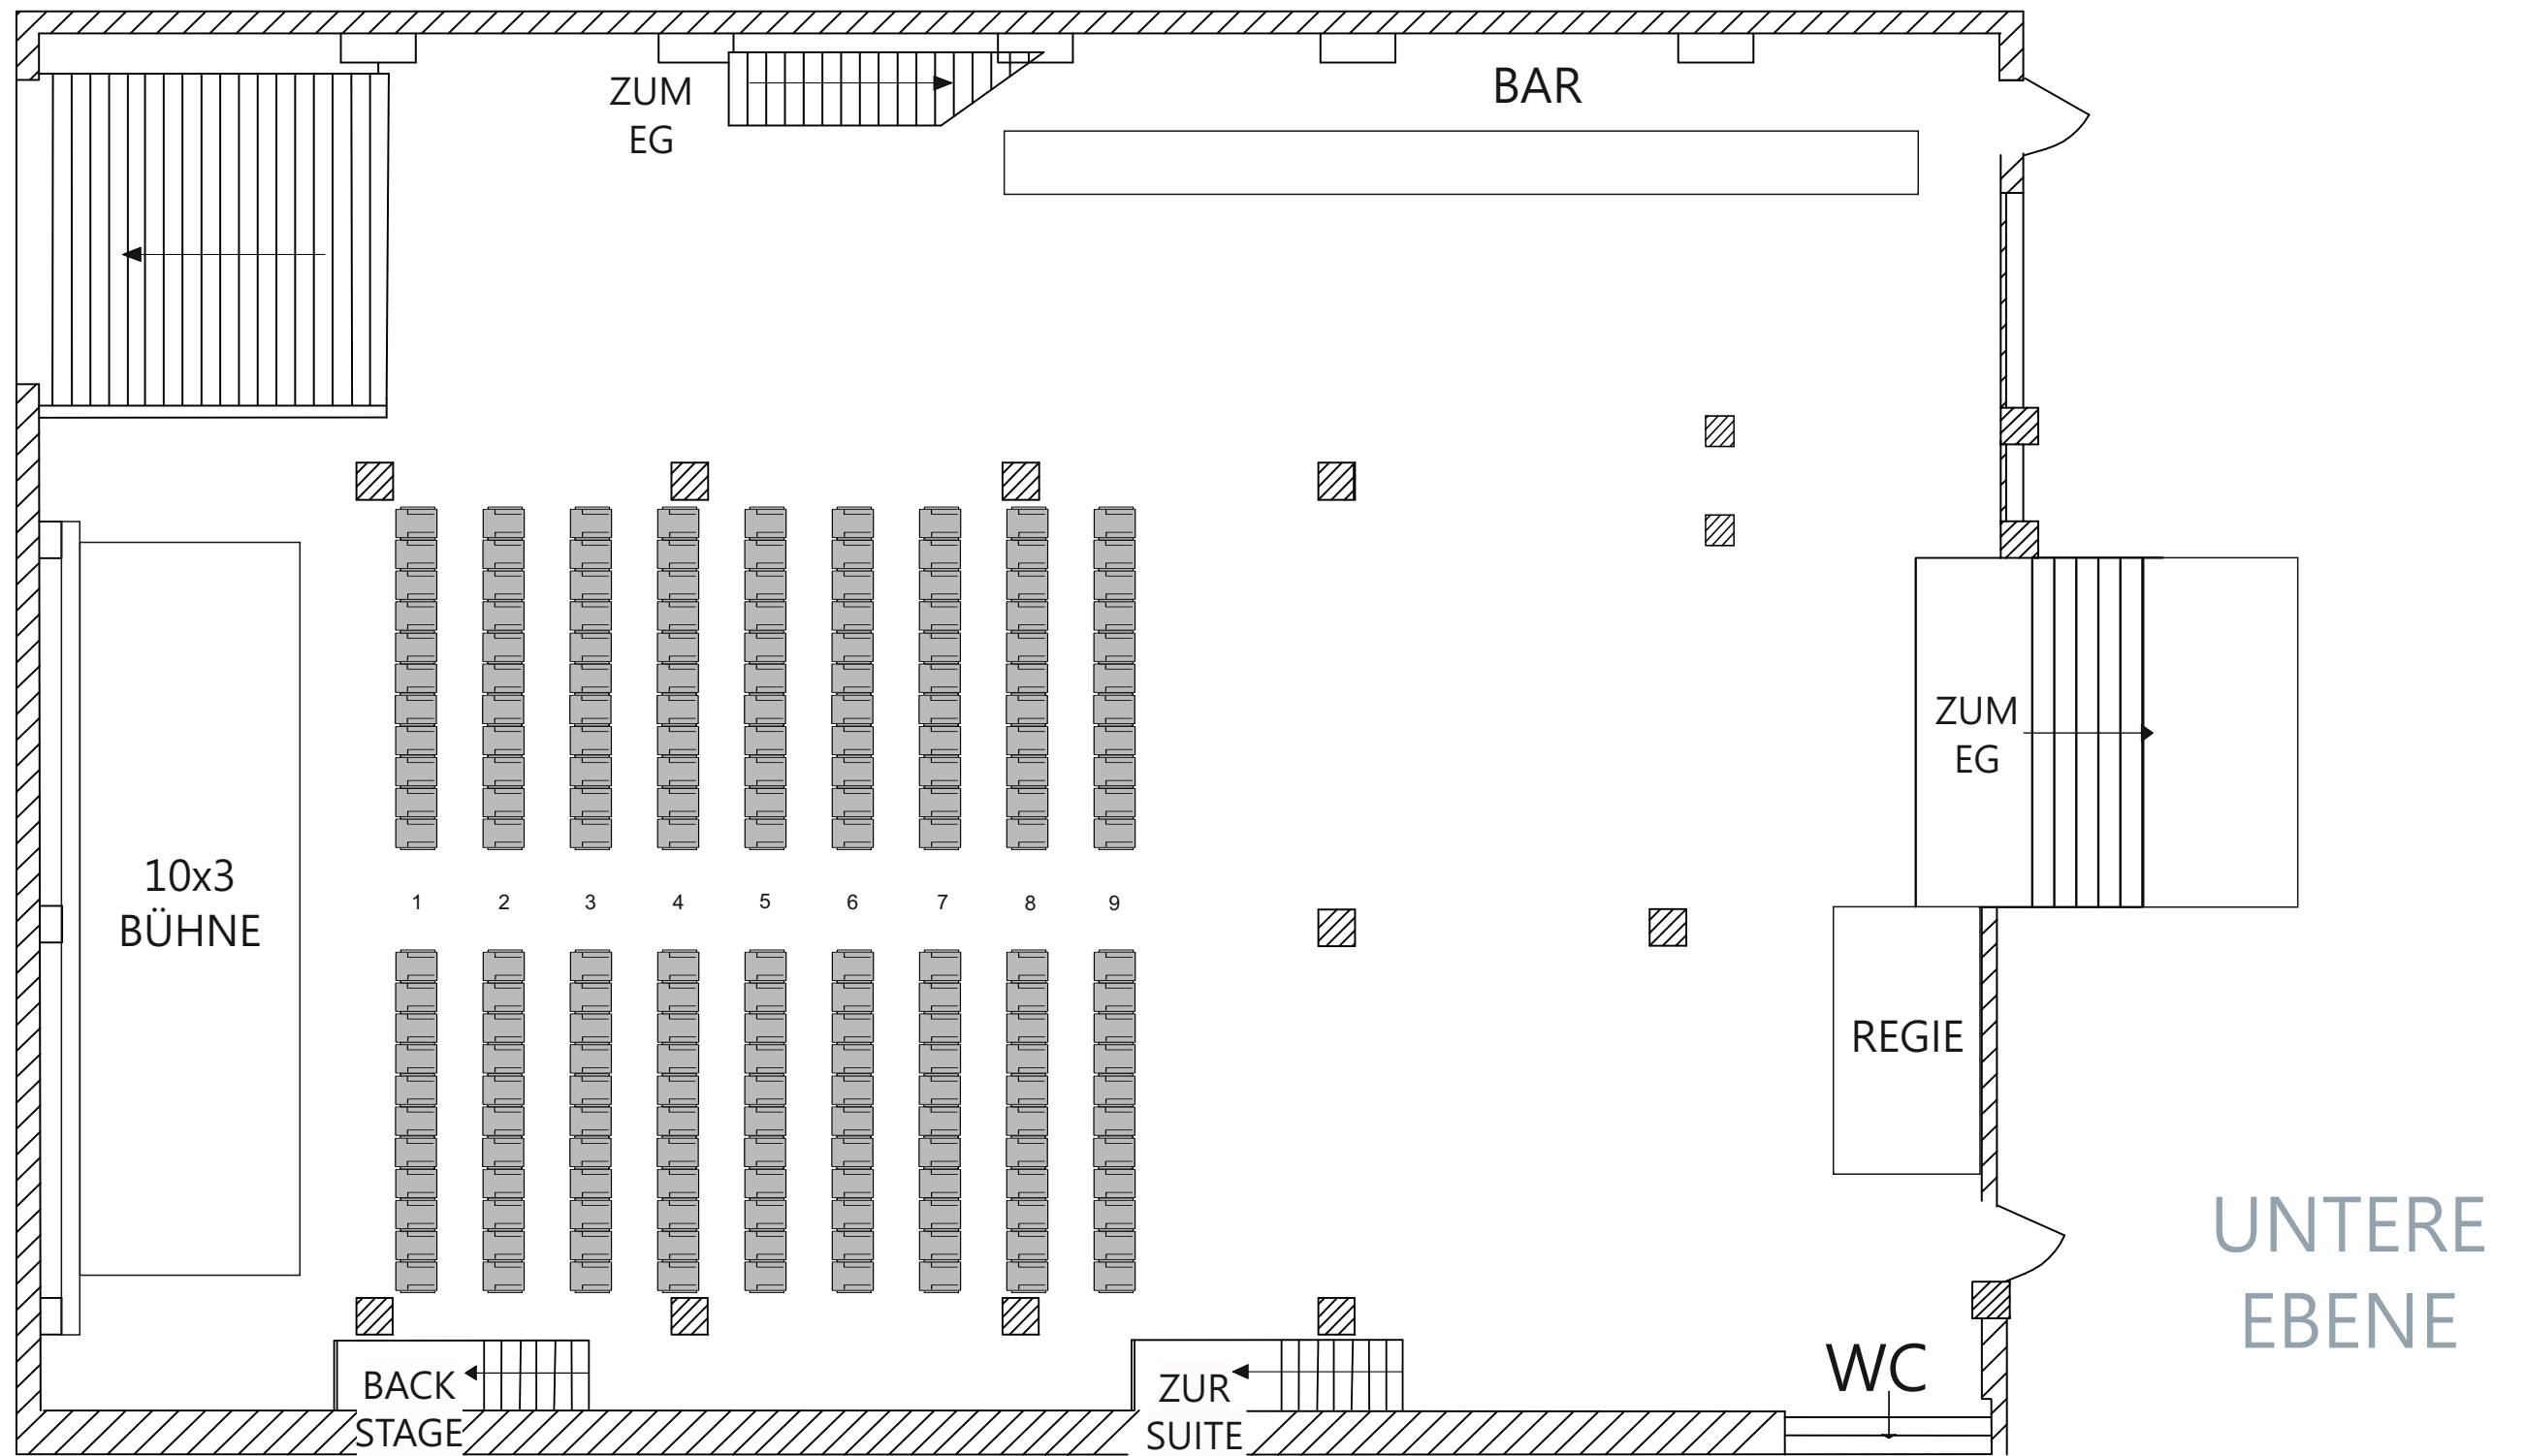 ZUM
EG
BAR
ZUM
EG
10x3
BÜHNE
1 2 3 4 5 6 7 8 9
REGIE
UNTERE
EBENE
BACK
STAGE
ZUR
SUITE
WC